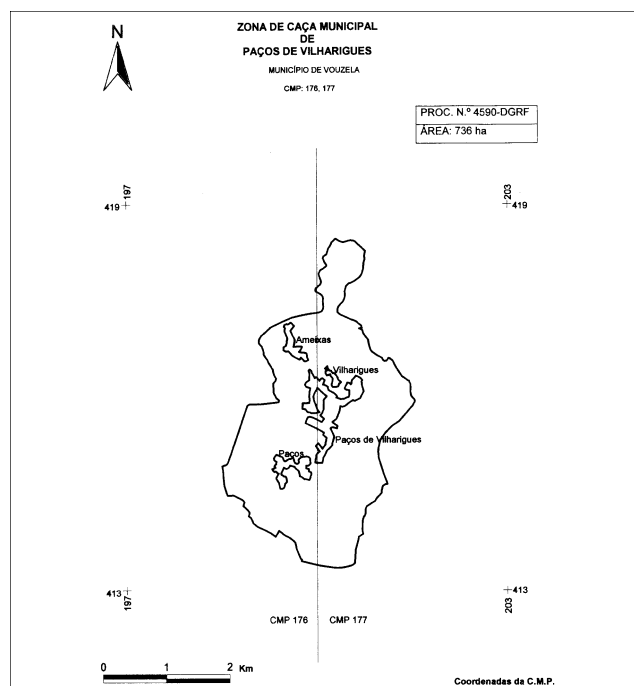 ZONA DE CAÇA MUNICIPAL
DE
PAÇOS DE VILHARIGUES
MUNICÍPIO DE VOUZELA
CMP: 176, 177
N
PROC. N.º 4590-DGRF
ÁREA: 736 ha
197
419
203
419
Ameixas
Vilharigues
Paços de Vilharigues
Paços
413
197
413
203
CMP 176
CMP 177
0 1 2 Km
Coordenadas da C.M.P.